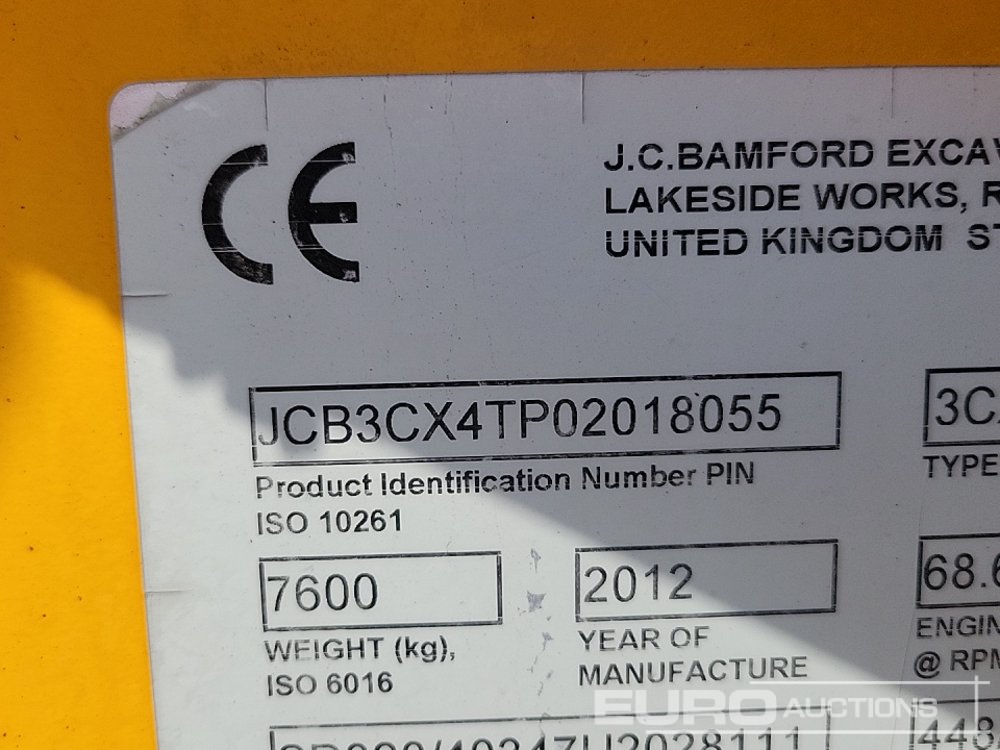 CE
J.C.BAMFORD EXCAV
LAKESIDE WORKS, R
UNITED KINGDOM ST
JCB3CX4TP02018055
3C
Product Identification Number PIN
TYPE
ISO 10261
7600
2012
68.6
WEIGHT (kg),
YEAR OF
ENGIN
ISO 6016
MANUFACTURE
@ RPM
448
EURO AUCTIONS